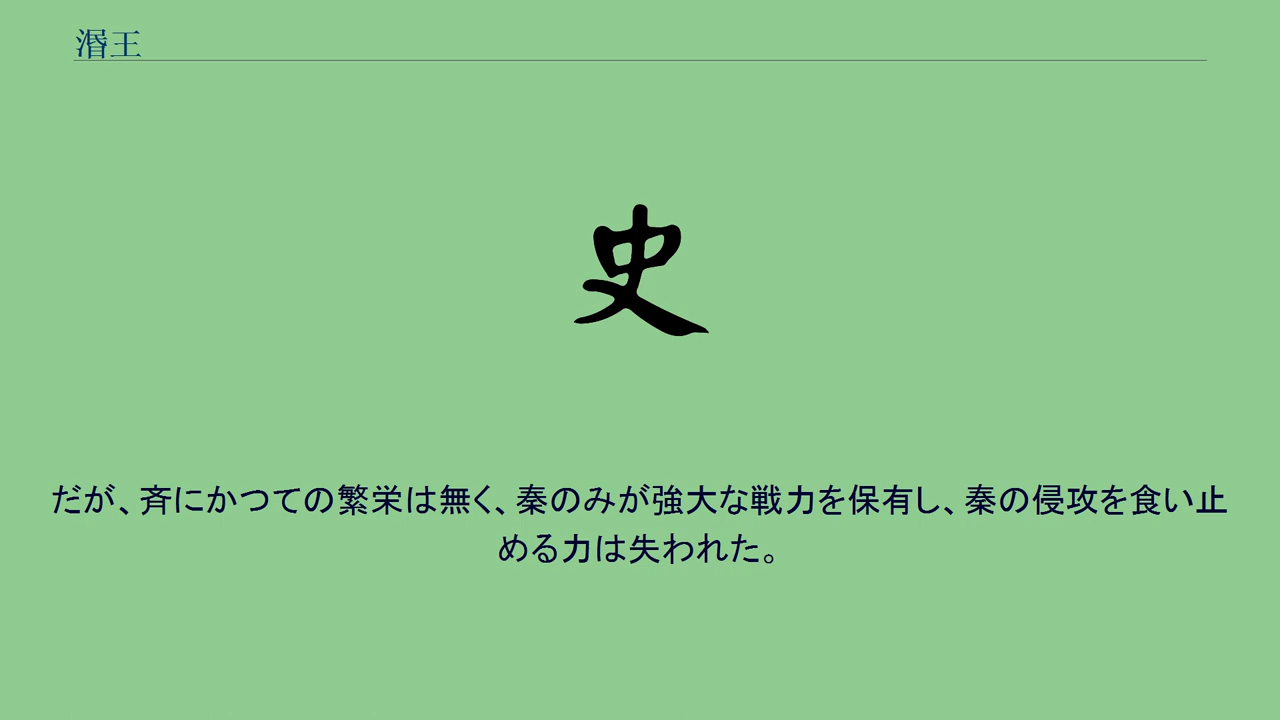 湣王
史
だが、斉にかつての繁栄は無く、秦のみが強大な戦力を保有し、秦の侵攻を食い止
める力は失われた。